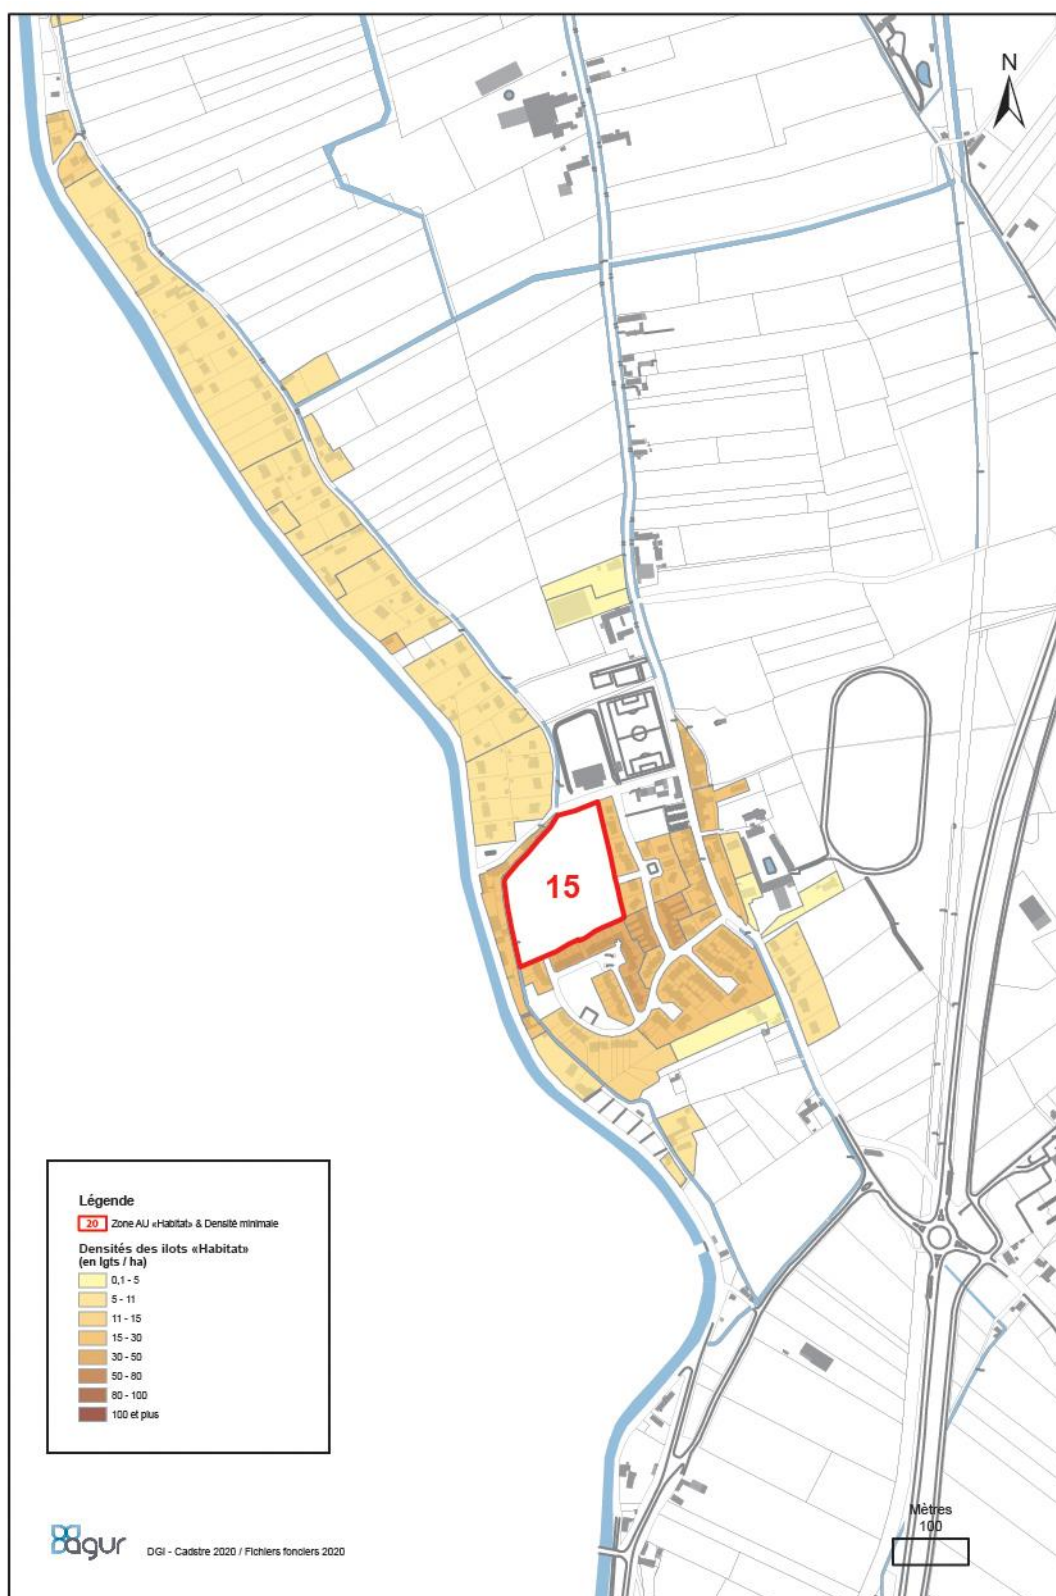 N
15
Légende
20 Zone AU «Habitat» & Densité minimale
Densités des ilots «Habitat»
(en lgts / ha)
0,1 - 5
5 - 11
11 - 15
15 - 30
30 - 50
50 - 80
80 - 100
100 et plus
Mètres
100
agur
DGI - Cadstre 2020 / Fichiers fonciers 2020